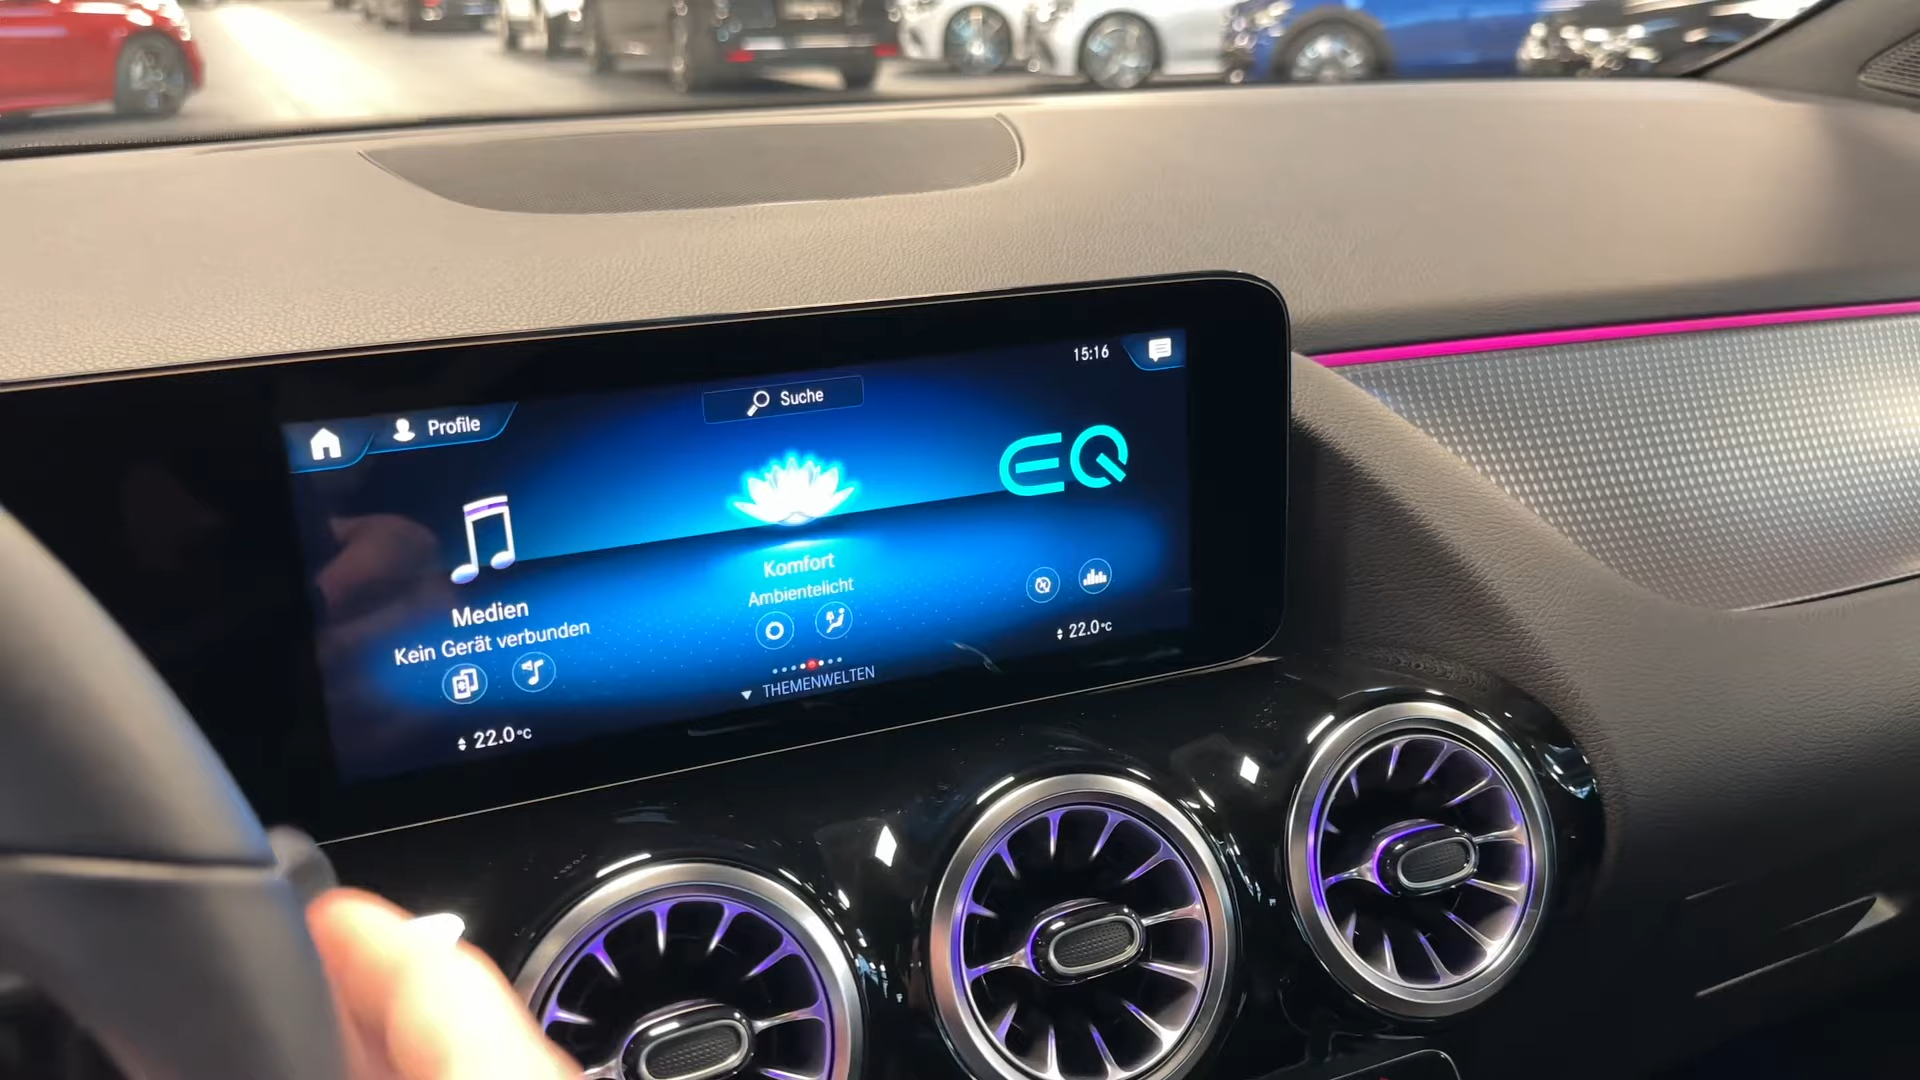 15:16
Suche
Profile
EQ
Komfort
Ambientelicht
Medien
Kein Gerät verbunden
22.0°C
THEMENWELTEN
22.0°C